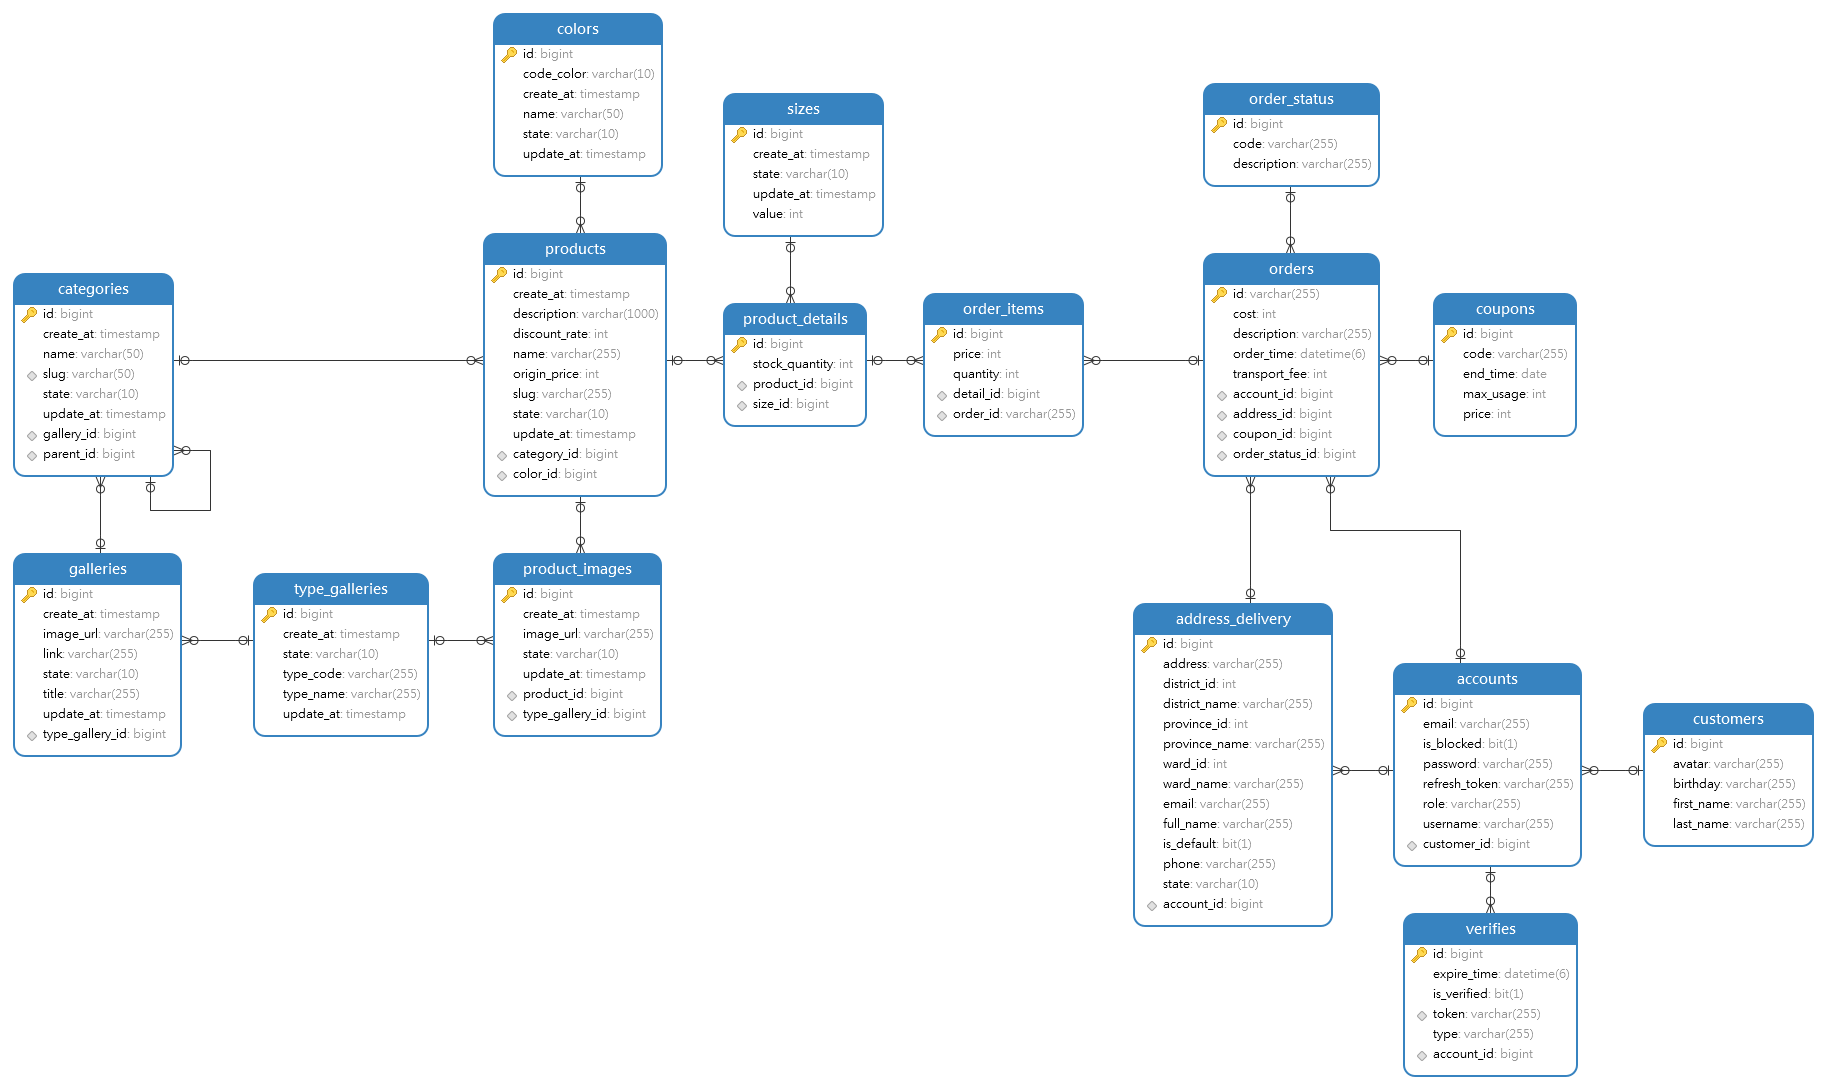 colors
id: bigint
code_color: varchar(10)
create_at: timestamp
name: varchar(50)
state: varchar(10)
update_at: timestamp
sizes
id: bigint
create_at: timestamp
state: varchar(10)
update_at: timestamp
value: int
order_status
id: bigint
code: varchar(255)
description: varchar(255)
categories
id: bigint
create_at: timestamp
name: varchar(50)
slug: varchar(50)
state: varchar(10)
update_at: timestamp
gallery_id: bigint
parent_id: bigint
products
id: bigint
create_at: timestamp
description: varchar(1000)
discount_rate: int
name: varchar(255)
origin_price: int
slug: varchar(255)
state: varchar(10)
update_at: timestamp
category_id: bigint
color_id: bigint
product_details
id: bigint
stock_quantity: int
product_id: bigint
size_id: bigint
order_items
id: bigint
price: int
quantity: int
detail_id: bigint
order_id: varchar(255)
orders
id: varchar(255)
cost: int
description: varchar(255)
order_time: datetime(6)
transport_fee: int
account_id: bigint
address_id: bigint
coupon_id: bigint
order_status_id: bigint
coupons
id: bigint
code: varchar(255)
end_time: date
max_usage: int
price: int
galleries
id: bigint
create_at: timestamp
image_url: varchar(255)
link: varchar(255)
state: varchar(10)
title: varchar(255)
update_at: timestamp
type_gallery_id: bigint
type_galleries
id: bigint
create_at: timestamp
state: varchar(10)
type_code: varchar(255)
type_name: varchar(255)
update_at: timestamp
product_images
id: bigint
create_at: timestamp
image_url: varchar(255)
state: varchar(10)
update_at: timestamp
product_id: bigint
type_gallery_id: bigint
address_delivery
id: bigint
address: varchar(255)
district_id: int
district_name: varchar(255)
province_id: int
province_name: varchar(255)
ward_id: int
ward_name: varchar(255)
email: varchar(255)
full_name: varchar(255)
is_default: bit(1)
phone: varchar(255)
state: varchar(10)
account_id: bigint
accounts
id: bigint
email: varchar(255)
is_blocked: bit(1)
password: varchar(255)
refresh_token: varchar(255)
role: varchar(255)
username: varchar(255)
customer_id: bigint
customers
id: bigint
avatar: varchar(255)
birthday: varchar(255)
first_name: varchar(255)
last_name: varchar(255)
verifies
id: bigint
expire_time: datetime(6)
is_verified: bit(1)
token: varchar(255)
type: varchar(255)
account_id: bigint